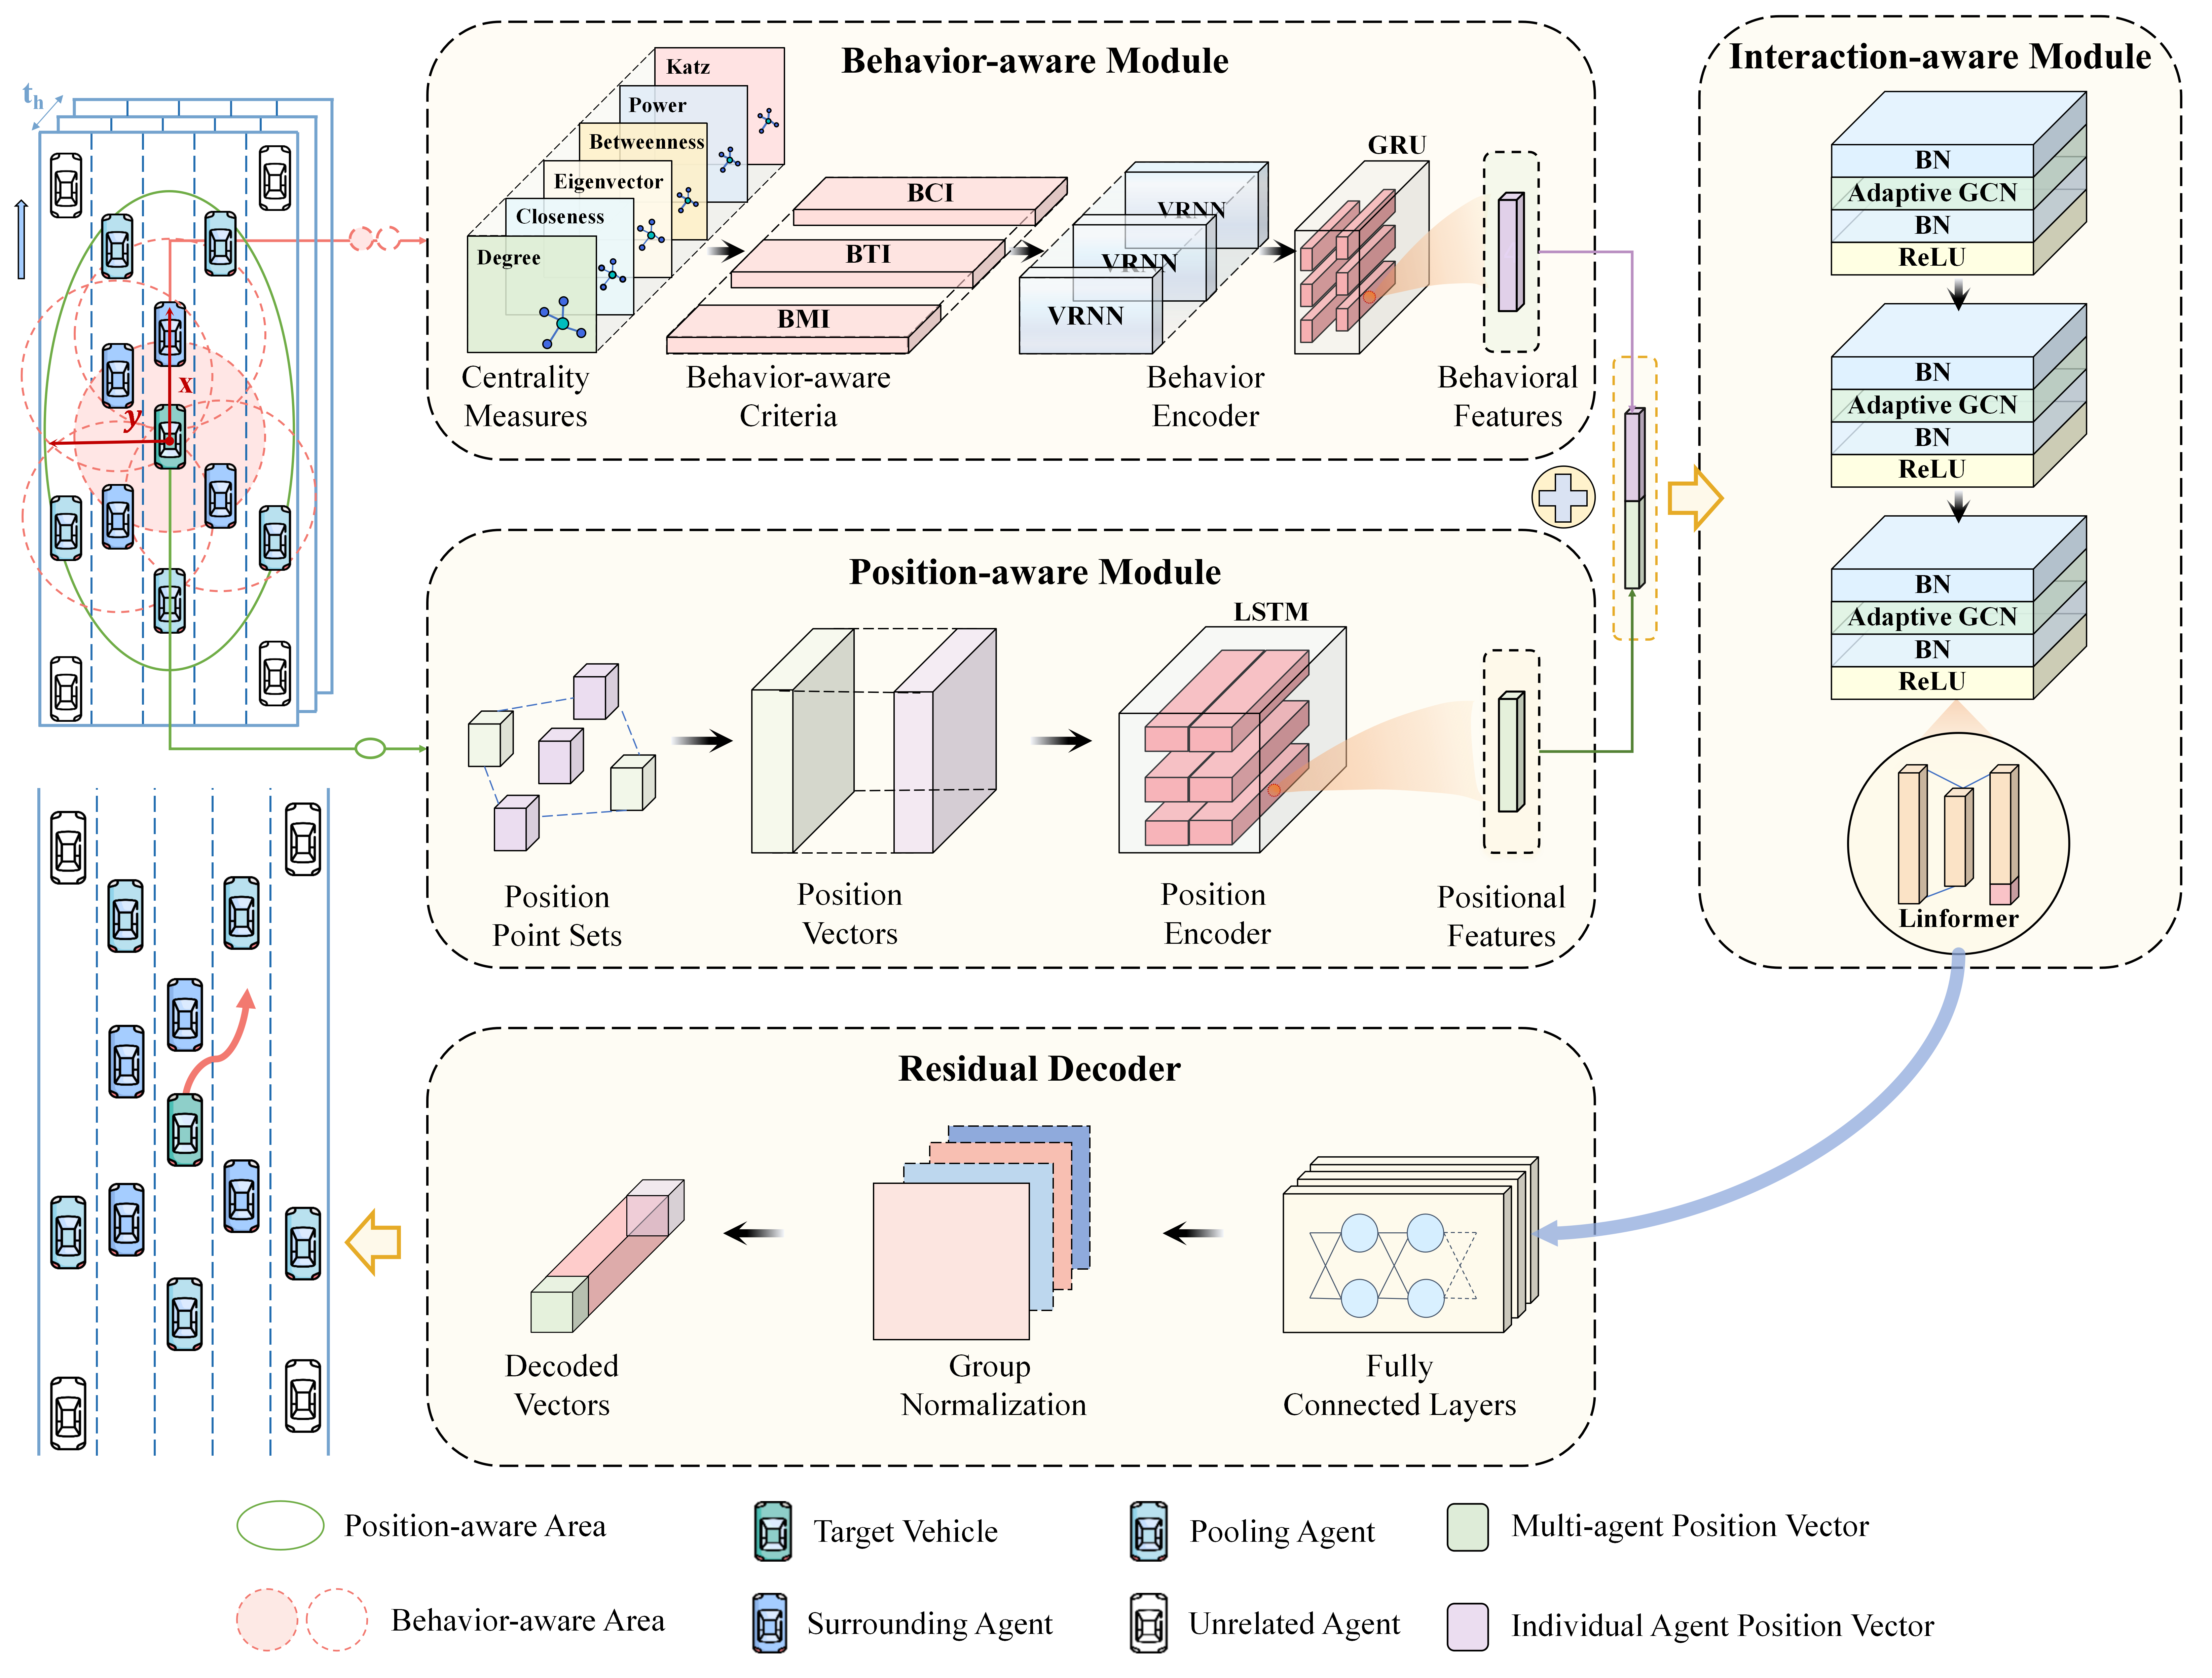 t_h
x
y
Behavior-aware Module
Katz
Power
Betweenness
Eigenvector
Closeness
Degree
Centrality
Measures
BCI
BTI
BMI
Behavior-aware
Criteria
VRNN
VRNN
VRNN
Behavior
Encoder
GRU
Behavioral
Features
Position-aware Module
Position
Point Sets
Position
Vectors
LSTM
Position
Encoder
Positional
Features
Interaction-aware Module
BN
Adaptive GCN
BN
ReLU
BN
Adaptive GCN
BN
ReLU
BN
Adaptive GCN
BN
ReLU
Linformer
Residual Decoder
Decoded
Vectors
Group
Normalization
Fully
Connected Layers
Position-aware Area
Target Vehicle
Pooling Agent
Multi-agent Position Vector
Behavior-aware Area
Surrounding Agent
Unrelated Agent
Individual Agent Position Vector